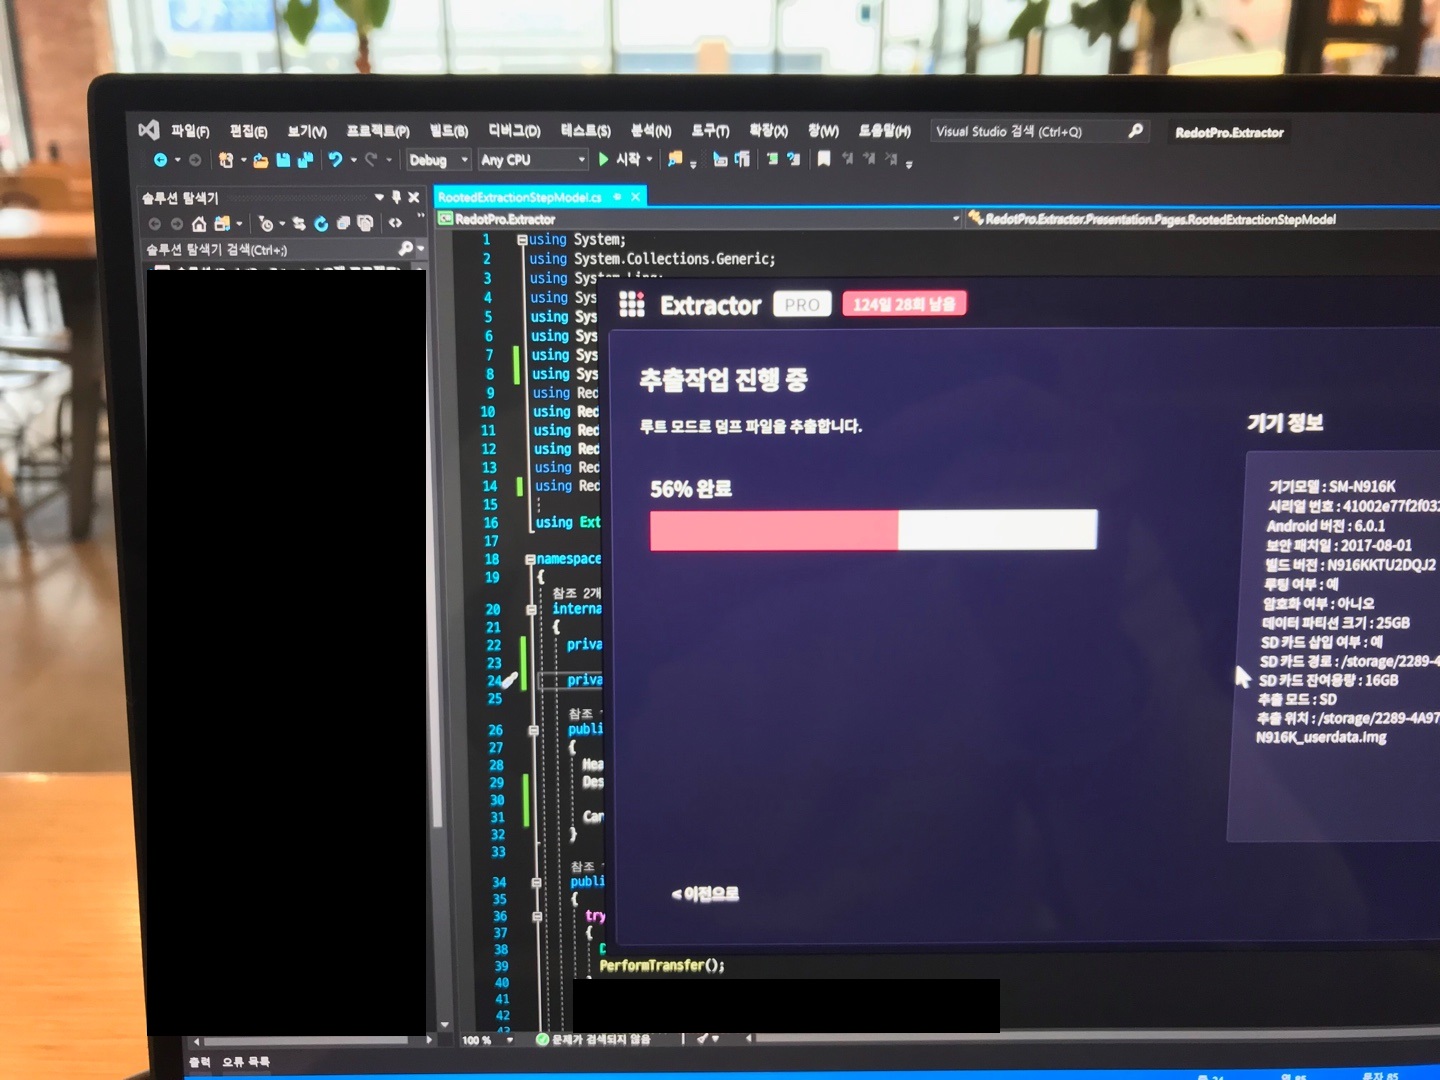 파일(F) 편집(E) 보기(V) 프로젝트(P) 빌드(B) 디버그(D) 테스트(S) 분석(N) 도구(T) 확장(X) 창(W) 도움말(H) Visual Studio 검색 (Ctrl+Q) RedotPro.Extractor
Debug Any CPU 시작
솔루션 탐색기
솔루션 탐색기 검색(Ctrl+;)
RootedExtractionStepModel.cs
RedotPro.Extractor RedotPro.Extractor.Presentation.Pages.RootedExtractionStepModel
1 using System;
2 using System.Collections.Generic;
3 using System.Linq;
4 using Sys
5 using Sys
6 using Sys
7 using Sys
8 using Sys
9 using Red
10 using Red
11 using Red
12 using Red
13 using Red
14 using Red
15
16 using Ext
17
18 namespace
19 {
참조 2개
20 interna
21 {
22 priva
23
24 priva
25
참조
26 publi
27 {
28 Hea
29 Des
30
31 Can
32 }
33
참조
34 publi
35 {
36 try
37 {
38
39 PerformTransfer();
40
41
42
43
Extractor PRO 124일 28회 남음
추출작업 진행 중
루트 모드로 덤프 파일을 추출합니다.
56% 완료
< 이전으로
기기 정보
기기모델 : SM-N916K
시리얼 번호 : 41002e77f2f03
Android 버전 : 6.0.1
보안 패치일 : 2017-08-01
빌드 버전 : N916KKTU2DQJ2
루팅 여부 : 예
암호화 여부 : 아니오
데이터 파티션 크기 : 25GB
SD 카드 삽입 여부 : 예
SD 카드 경로 : /storage/2289-4
SD 카드 잔여용량 : 16GB
추출 모드 : SD
추출 위치 : /storage/2289-4A97
N916K_userdata.img
100 % 문제가 검색되지 않음
출력 오류 목록